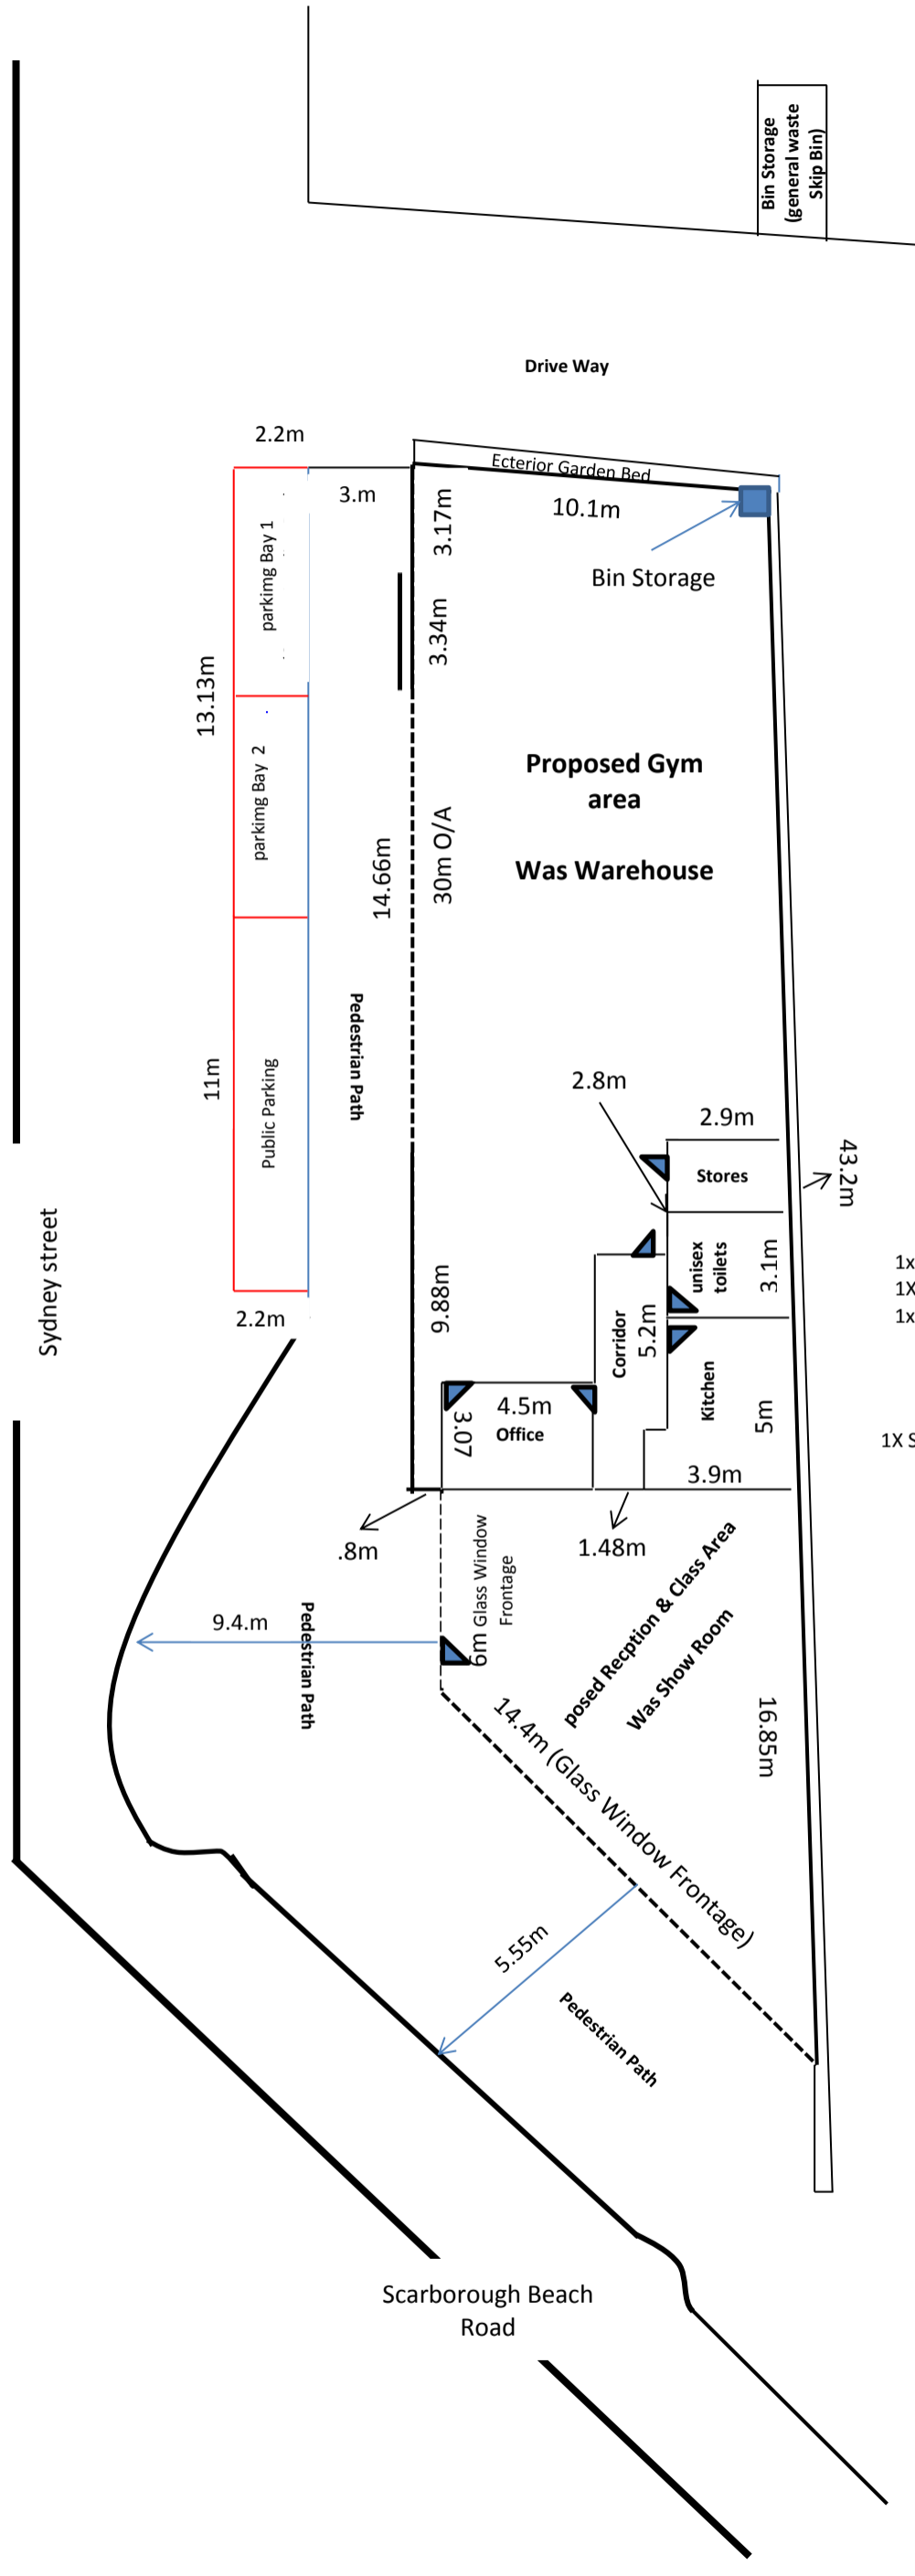 Bin Storage
(general waste
Skip Bin)
Drive Way
2.2m
Ecterior Garden Bed
3.m
3.17m
10.1m
parkimg Bay 1
Bin Storage
3.34m
13.13m
parkimg Bay 2
Proposed Gym
area
14.66m
30m O/A
Was Warehouse
Pedestrian Path
11m
Public Parking
2.8m
2.9m
Stores
43.2m
Sydney street
unisex
toilets
3.1m
1x
1X
1x
9.88m
2.2m
Corridor
5.2m
Kitchen
5m
3.07
4.5m
Office
1X S
3.9m
.8m
1.48m
6m Glass Window
Frontage
9.4.m
Pedestrian Path
posed Recption & Class Area
Was Show Room
16.85m
14.4m (Glass Window Frontage)
5.55m
Pedestrian Path
Scarborough Beach
Road